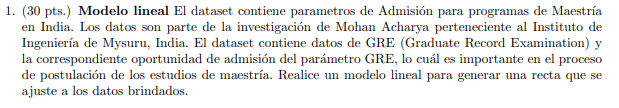 1. (30 pts.) Modelo lineal El dataset contiene parametros de Admisión para programas de Maestría
en India. Los datos son parte de la investigación de Mohan Acharya perteneciente al Instituto de
Ingeniería de Mysuru, India. El dataset contiene datos de GRE (Graduate Record Examination) y
la correspondiente oportunidad de admisión del parámetro GRE, lo cuál es importante en el proceso
de postulación de los estudios de maestría. Realice un modelo lineal para generar una recta que se
ajuste a los datos brindados.